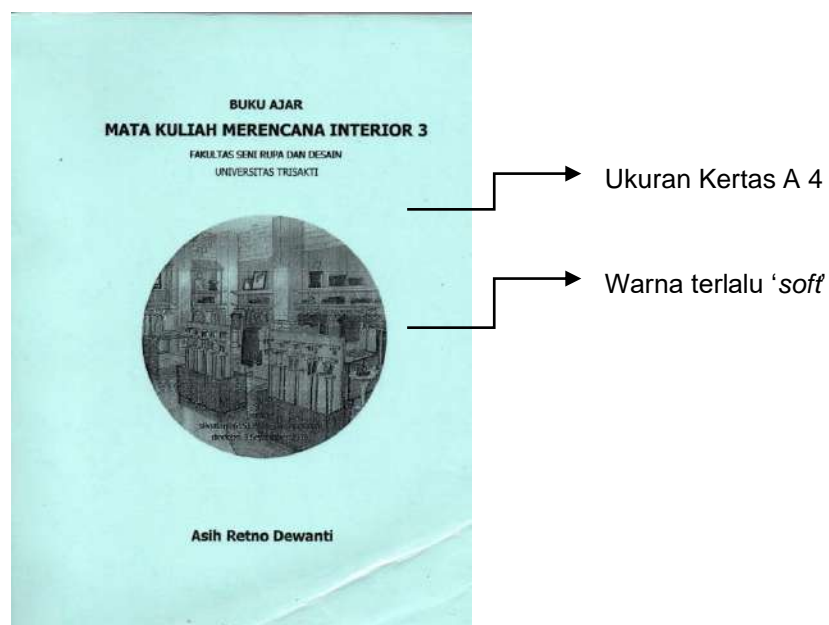 BUKU AJAR
MATA KULIAH MERENCANA INTERIOR 3
FAKULTAS SENI RUPA DAN DESAIN
UNIVERSITAS TRISAKTI
Asih Retno Dewanti
Ukuran Kertas A 4
Warna terlalu ‘soft’